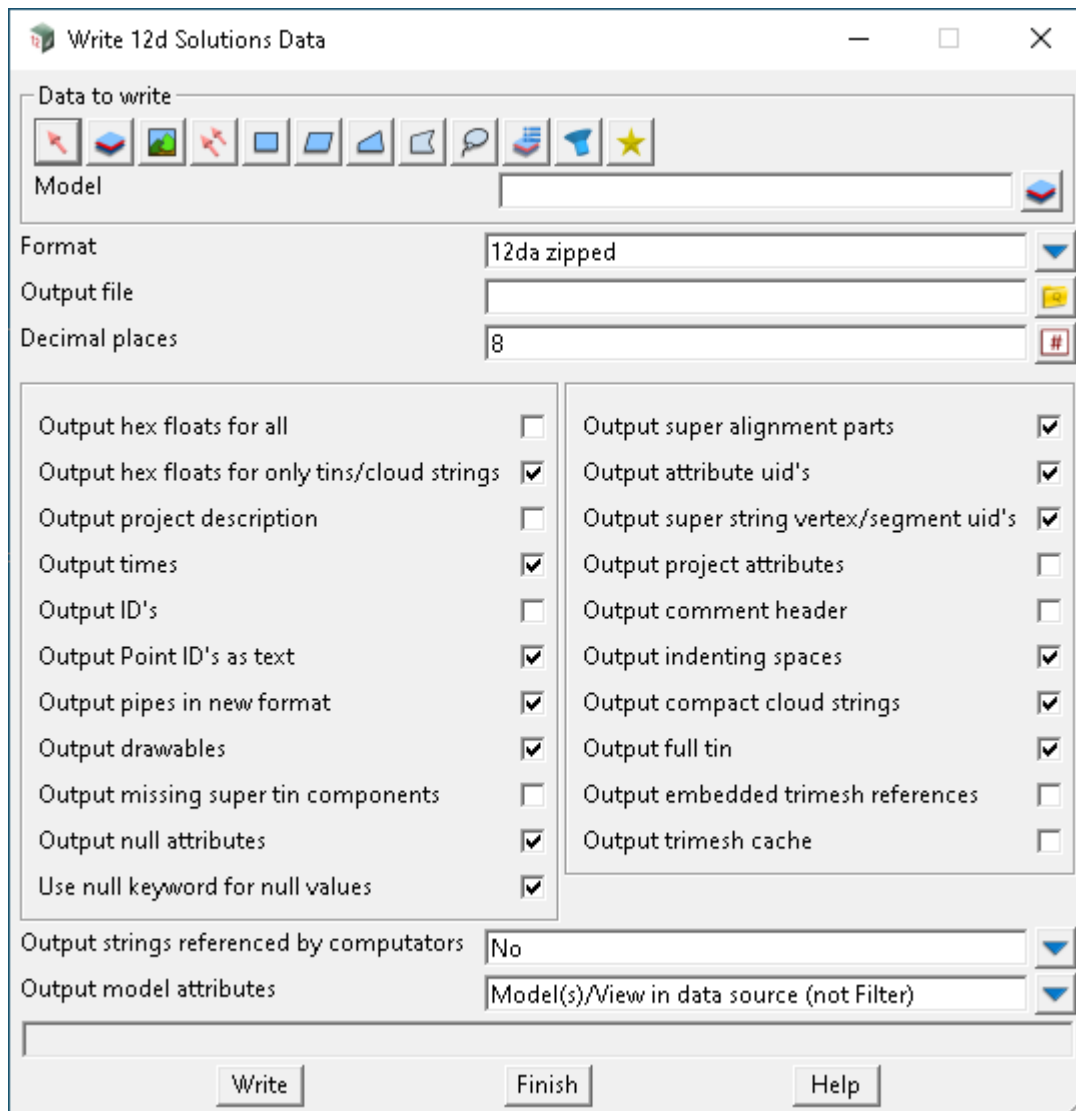 Write 12d Solutions Data
Data to write
Model
Format
12da zipped
Output file
Decimal places
8
Output hex floats for all
Output hex floats for only tins/cloud strings
Output project description
Output times
Output ID's
Output Point ID's as text
Output pipes in new format
Output drawables
Output missing super tin components
Output null attributes
Use null keyword for null values
Output super alignment parts
Output attribute uid's
Output super string vertex/segment uid's
Output project attributes
Output comment header
Output indenting spaces
Output compact cloud strings
Output full tin
Output embedded trimesh references
Output trimesh cache
Output strings referenced by computators
No
Output model attributes
Model(s)/View in data source (not Filter)
Write
Finish
Help